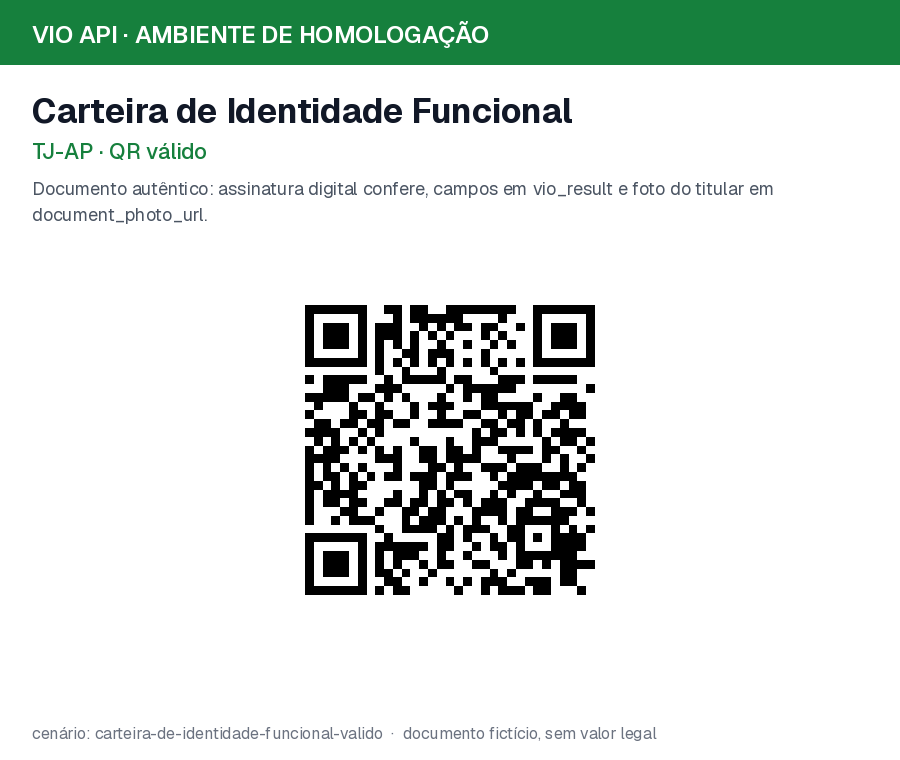 VIO API · AMBIENTE DE HOMOLOGAÇÃO
Carteira de Identidade Funcional
TJ-AP · QR válido
Documento autêntico: assinatura digital confere, campos em vio_result e foto do titular em
document_photo_url.
cenário: carteira-de-identidade-funcional-valido · documento fictício, sem valor legal